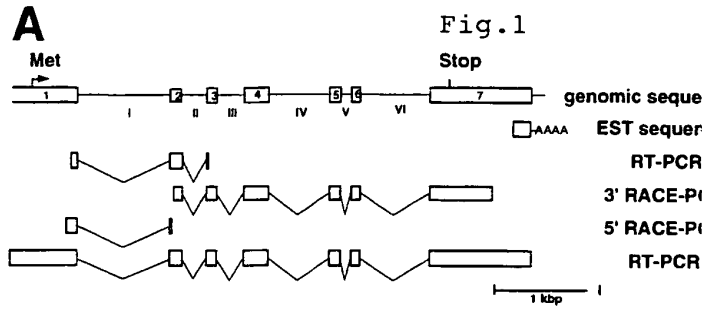 A
Fig.1
Met
Stop
1 2 3 4 5 6 7
genomic seque
I II III IV V VI
AAAA EST sequer
RT-PCR
3' RACE-P
5' RACE-P
RT-PCR
1 kbp